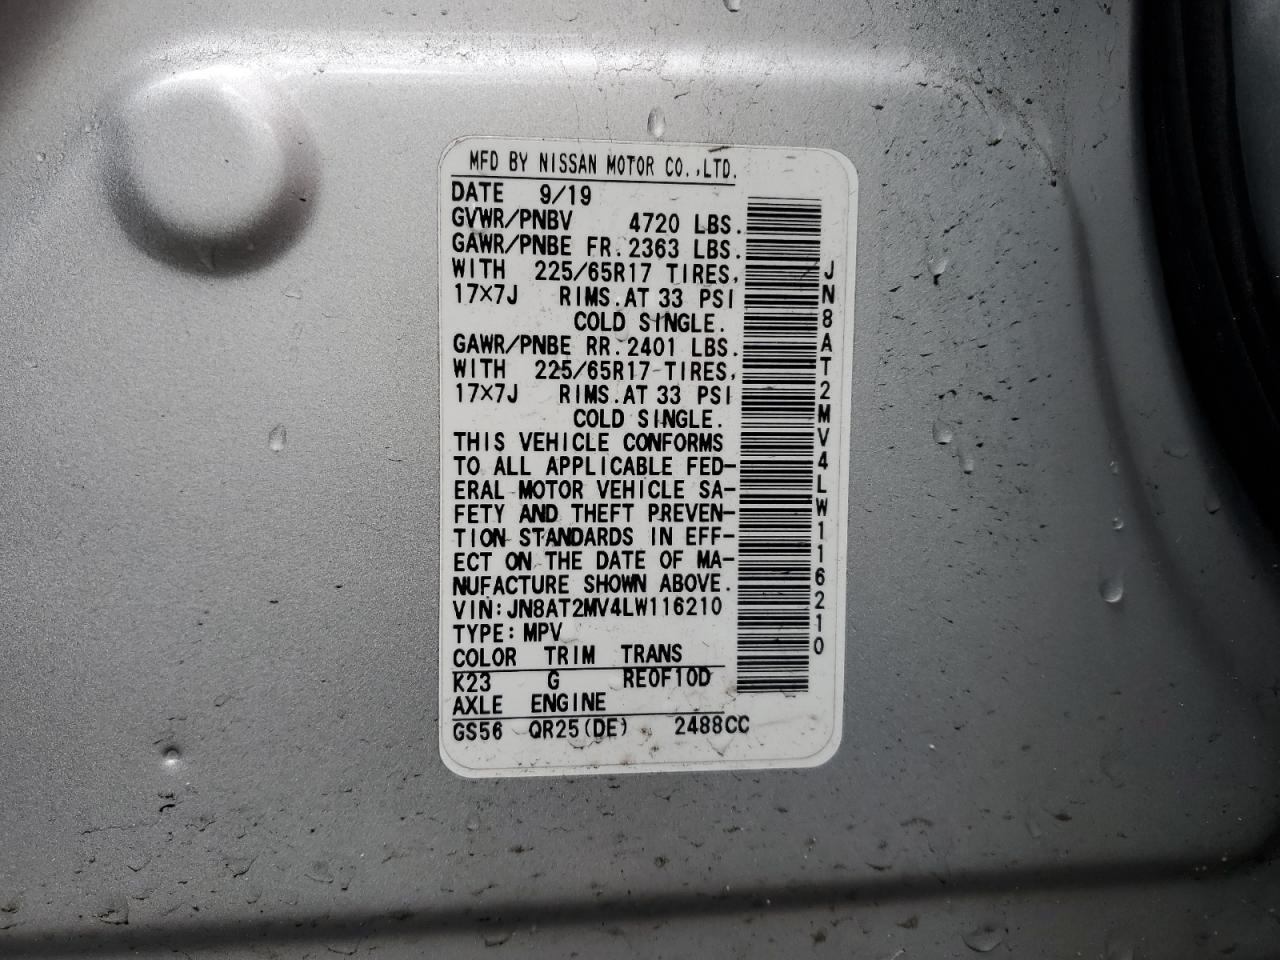 MFD BY NISSAN MOTOR CO.,LTD.
DATE 9/19
GVWR/PNBV 4720 LBS.
GAWR/PNBE FR.2363 LBS.
WITH 225/65R17 TIRES,
17×7J RIMS.AT 33 PSI
COLD SINGLE.
GAWR/PNBE RR.2401 LBS.
WITH 225/65R17 TIRES,
17×7J RIMS.AT 33 PSI
COLD SINGLE.
THIS VEHICLE CONFORMS
TO ALL APPLICABLE FED-
ERAL MOTOR VEHICLE SA-
FETY AND THEFT PREVEN-
TION STANDARDS IN EFF-
ECT ON THE DATE OF MA-
NUFACTURE SHOWN ABOVE.
VIN:JN8AT2MV4LW116210
TYPE:MPV
COLOR TRIM TRANS
K23 G RE0F10D
AXLE ENGINE
GS56 QR25(DE) 2488CC
JN8AT2MV4LW116210